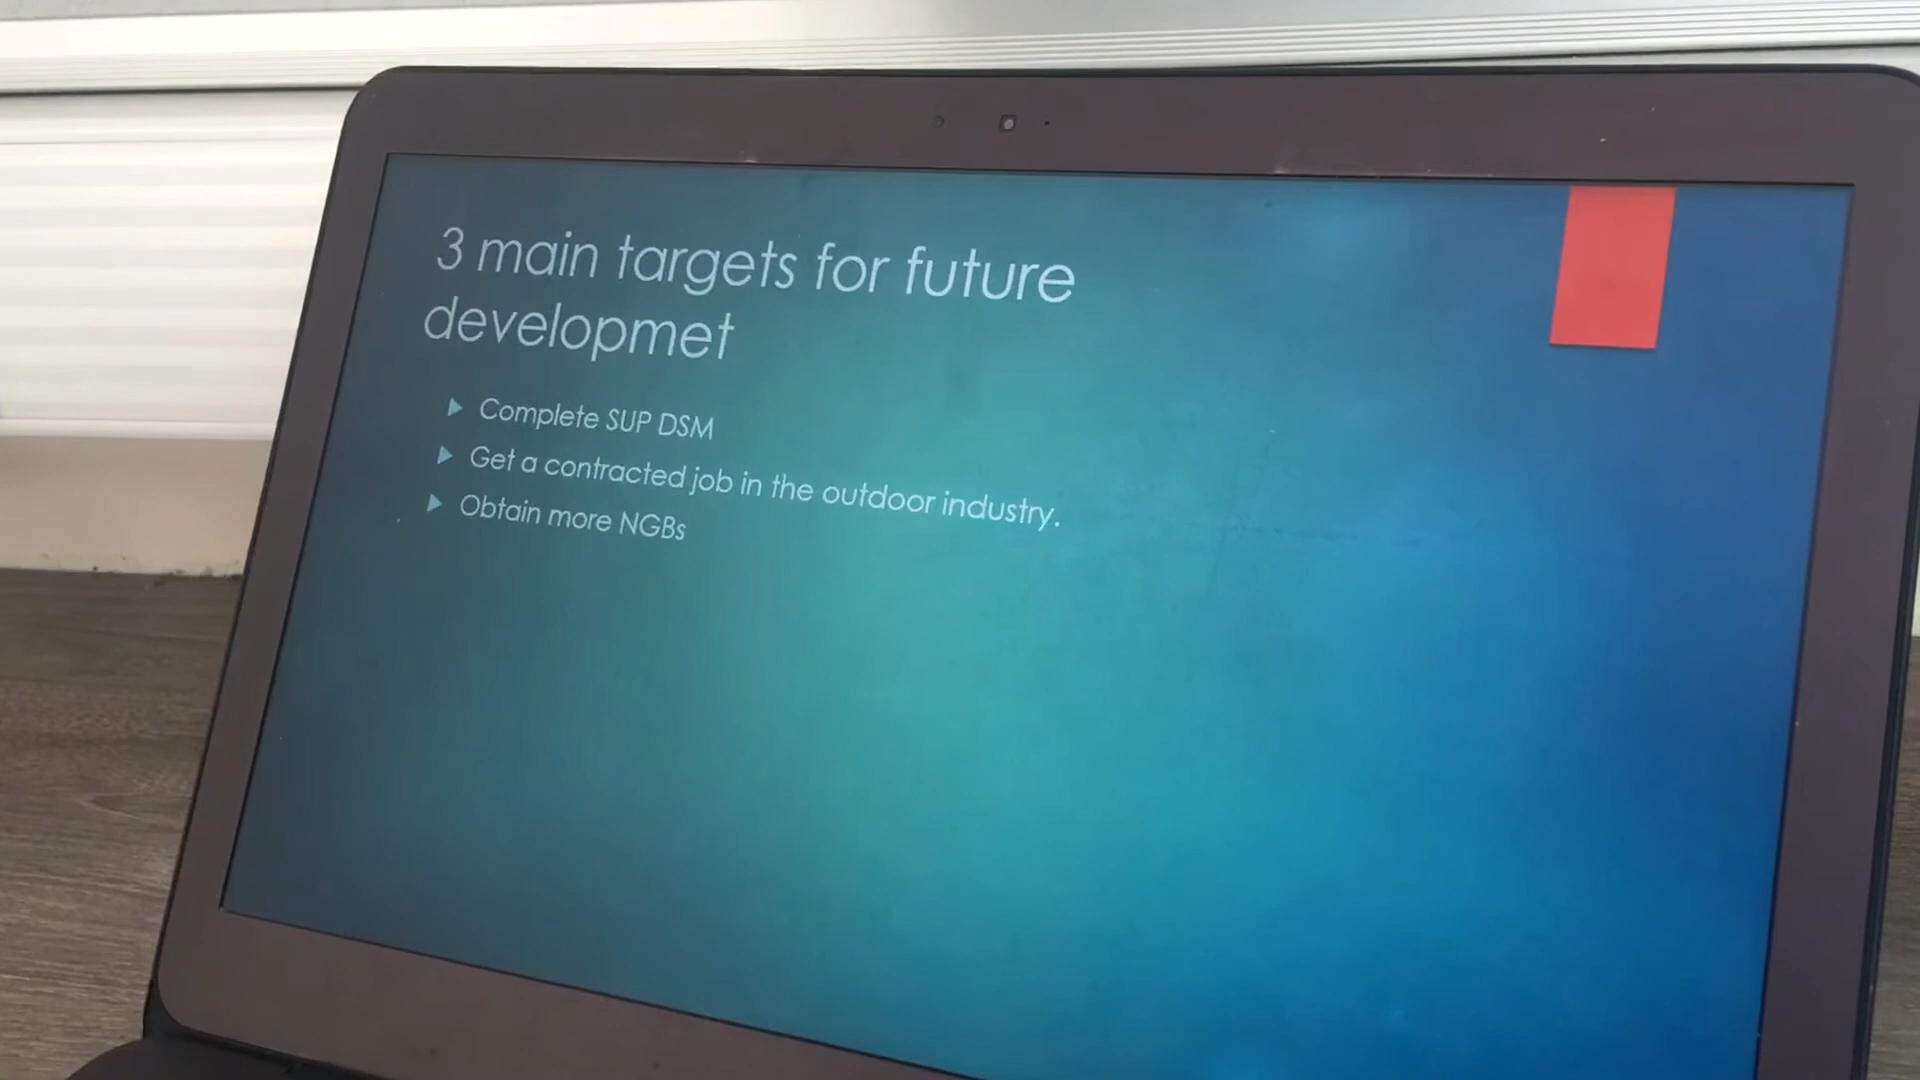 3 main targets for future
developmet
Complete SUP DSM
Get a contracted job in the outdoor industry.
Obtain more NGBs